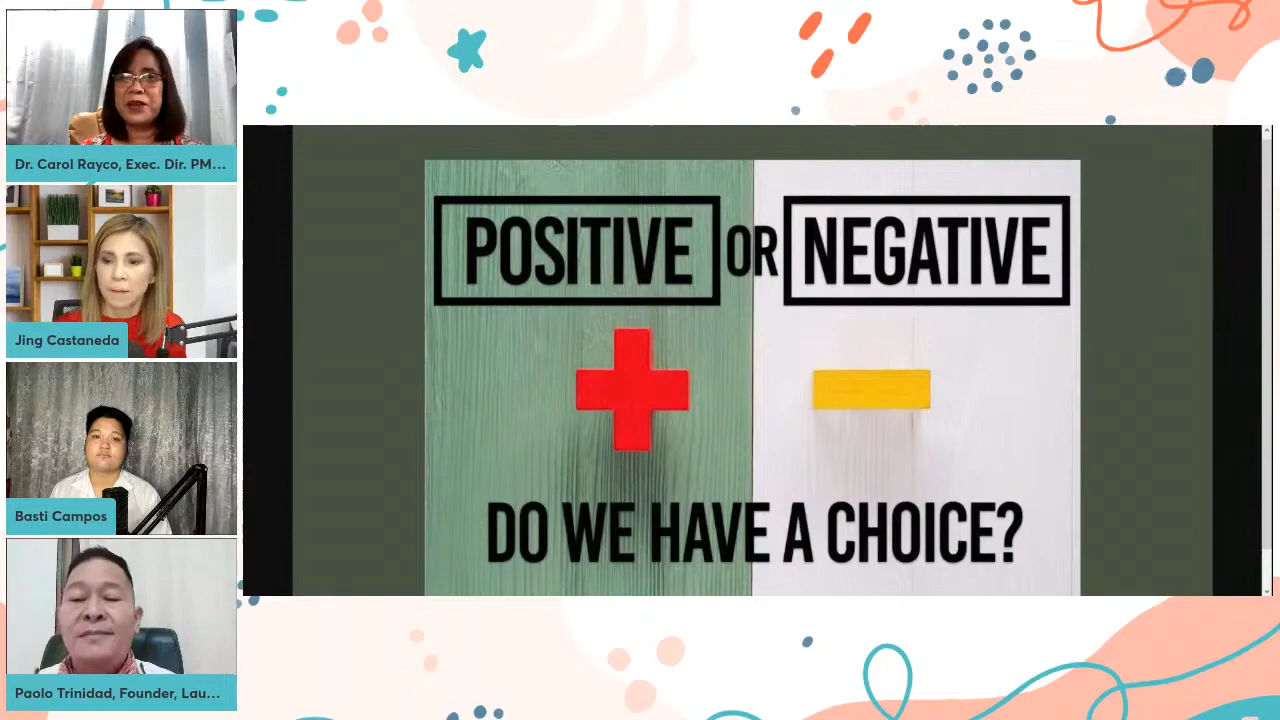 Dr. Carol Rayco, Exec. Dir. PM...
Jing Castaneda
Basti Campos
Paolo Trinidad, Founder, Lau...
POSITIVE OR NEGATIVE
DO WE HAVE A CHOICE?